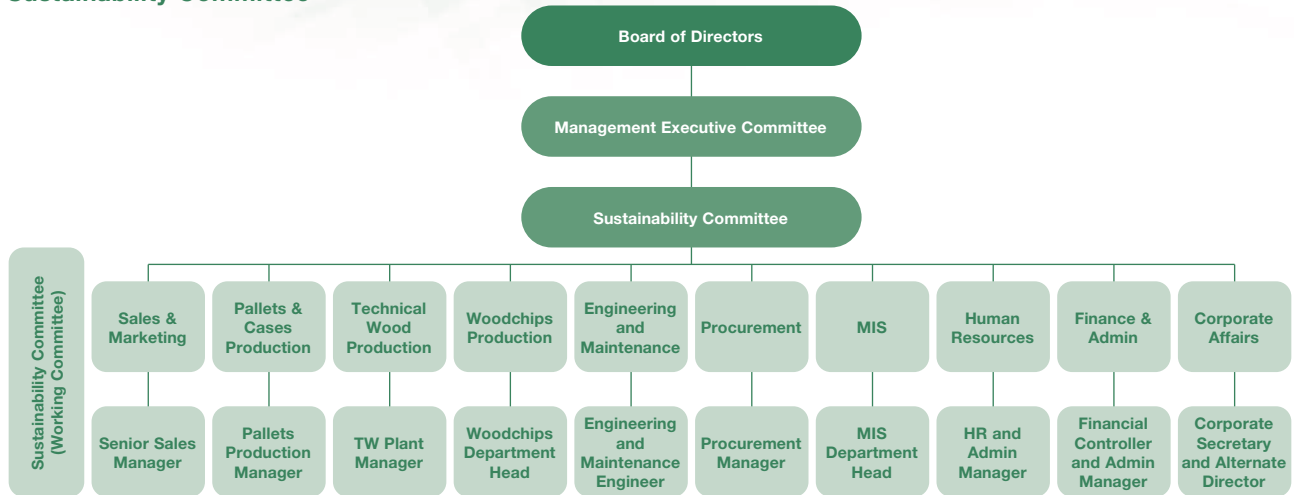 Sustainability Committee
Board of Directors
Management Executive Committee
Sustainability Committee
Sustainability Committee
(Working Committee)
Sales &
Marketing
Pallets &
Cases
Production
Technical
Wood
Production
Woodchips
Production
Engineering
and
Maintenance
Procurement
MIS
Human
Resources
Finance &
Admin
Corporate
Affairs
Senior Sales
Manager
Pallets
Production
Manager
TW Plant
Manager
Woodchips
Department
Head
Engineering
and
Maintenance
Engineer
Procurement
Manager
MIS
Department
Head
HR and
Admin
Manager
Financial
Controller
and Admin
Manager
Corporate
Secretary
and Alternate
Director